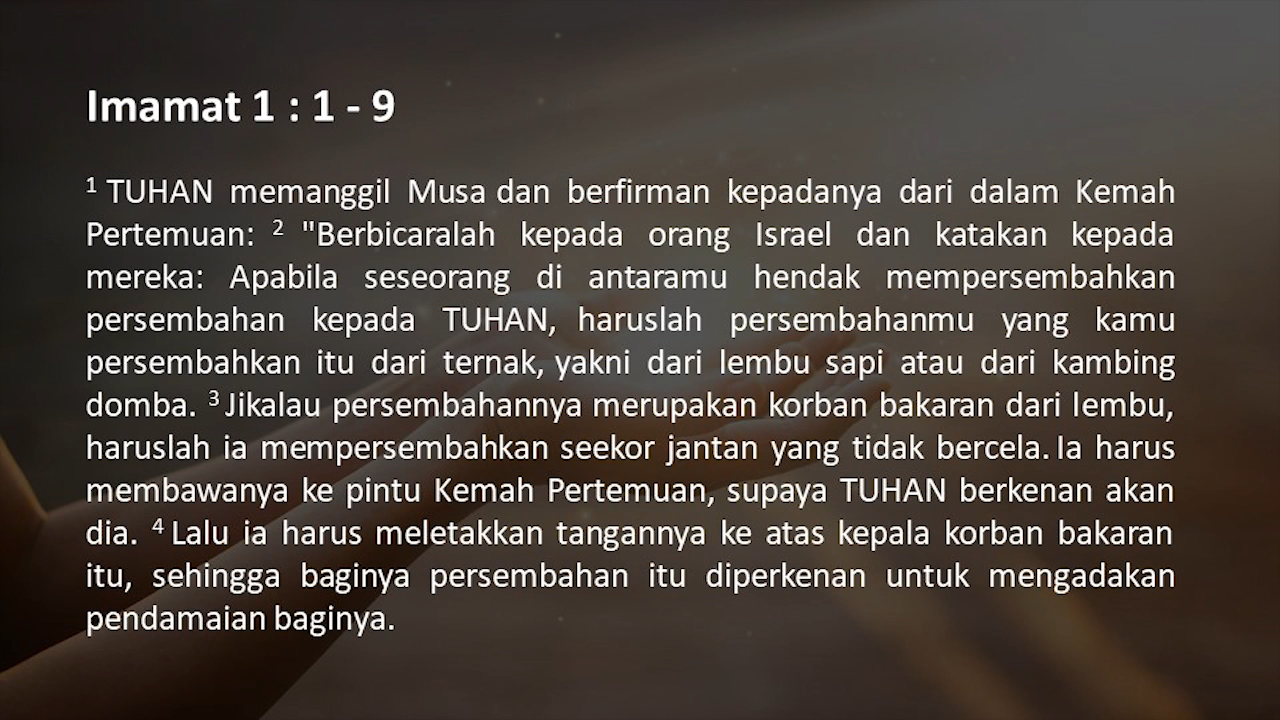 Imamat 1 : 1 - 9
1 TUHAN memanggil Musa dan berfirman kepadanya dari dalam Kemah
Pertemuan: 2 "Berbicaralah kepada orang Israel dan katakan kepada
mereka: Apabila seseorang di antaramu hendak mempersembahkan
persembahan kepada TUHAN, haruslah persembahanmu yang kamu
persembahkan itu dari ternak, yakni dari lembu sapi atau dari kambing
domba. 3 Jikalau persembahannya merupakan korban bakaran dari lembu,
haruslah ia mempersembahkan seekor jantan yang tidak bercela. Ia harus
membawanya ke pintu Kemah Pertemuan, supaya TUHAN berkenan akan
dia. 4 Lalu ia harus meletakkan tangannya ke atas kepala korban bakaran
itu, sehingga baginya persembahan itu diperkenan untuk mengadakan
pendamaian baginya.